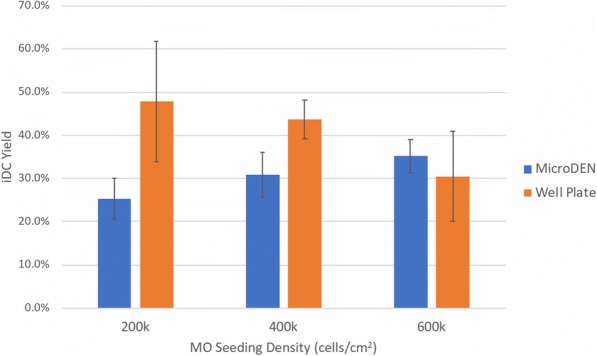 70.0%
60.0%
50.0%
40.0%
30.0%
20.0%
10.0%
0.0%
iDC Yield
200k 400k 600k
MO Seeding Density (cells/cm²)
MicroDEN
Well Plate